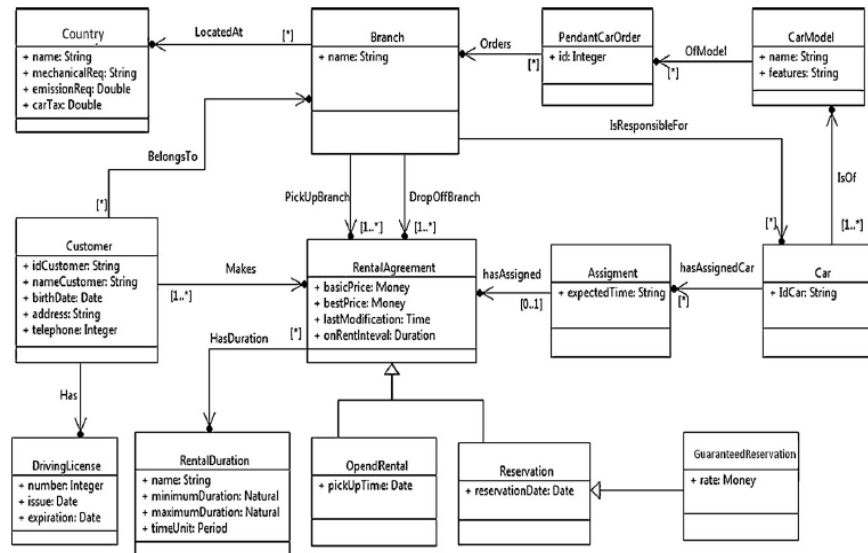 Country
+ name: String
+ mechanicalReq: String
+ emissionReq: Double
+ carTax: Double
LocatedAt
[*]
Branch
+ name: String
Orders
[*]
PendantCarOrder
+ id: Integer
OfModel
[*]
CarModel
+ name: String
+ features: String
IsResponsibleFor
[*]
BelongsTo
[*]
PickUpBranch
[1..*]
DropOffBranch
[1..*]
IsOf
[1..*]
Customer
+ idCustomer: String
+ nameCustomer: String
+ birthDate: Date
+ address: String
+ telephone: Integer
Makes
[1..*]
RentalAgreement
+ basicPrice: Money
+ bestPrice: Money
+ lastModification: Time
+ onRentInteval: Duration
hasAssigned
[0..1]
Assigment
+ expectedTime: String
hasAssignedCar
[*]
Car
+ IdCar: String
HasDuration
[*]
Has
DrivingLicense
+ number: Integer
+ issue: Date
+ expiration: Date
RentalDuration
+ name: String
+ minimumDuration: Natural
+ maximumDuration: Natural
+ timeUnit: Period
OpendRental
+ pickUpTime: Date
Reservation
+ reservationDate: Date
GuaranteedReservation
+ rate: Money